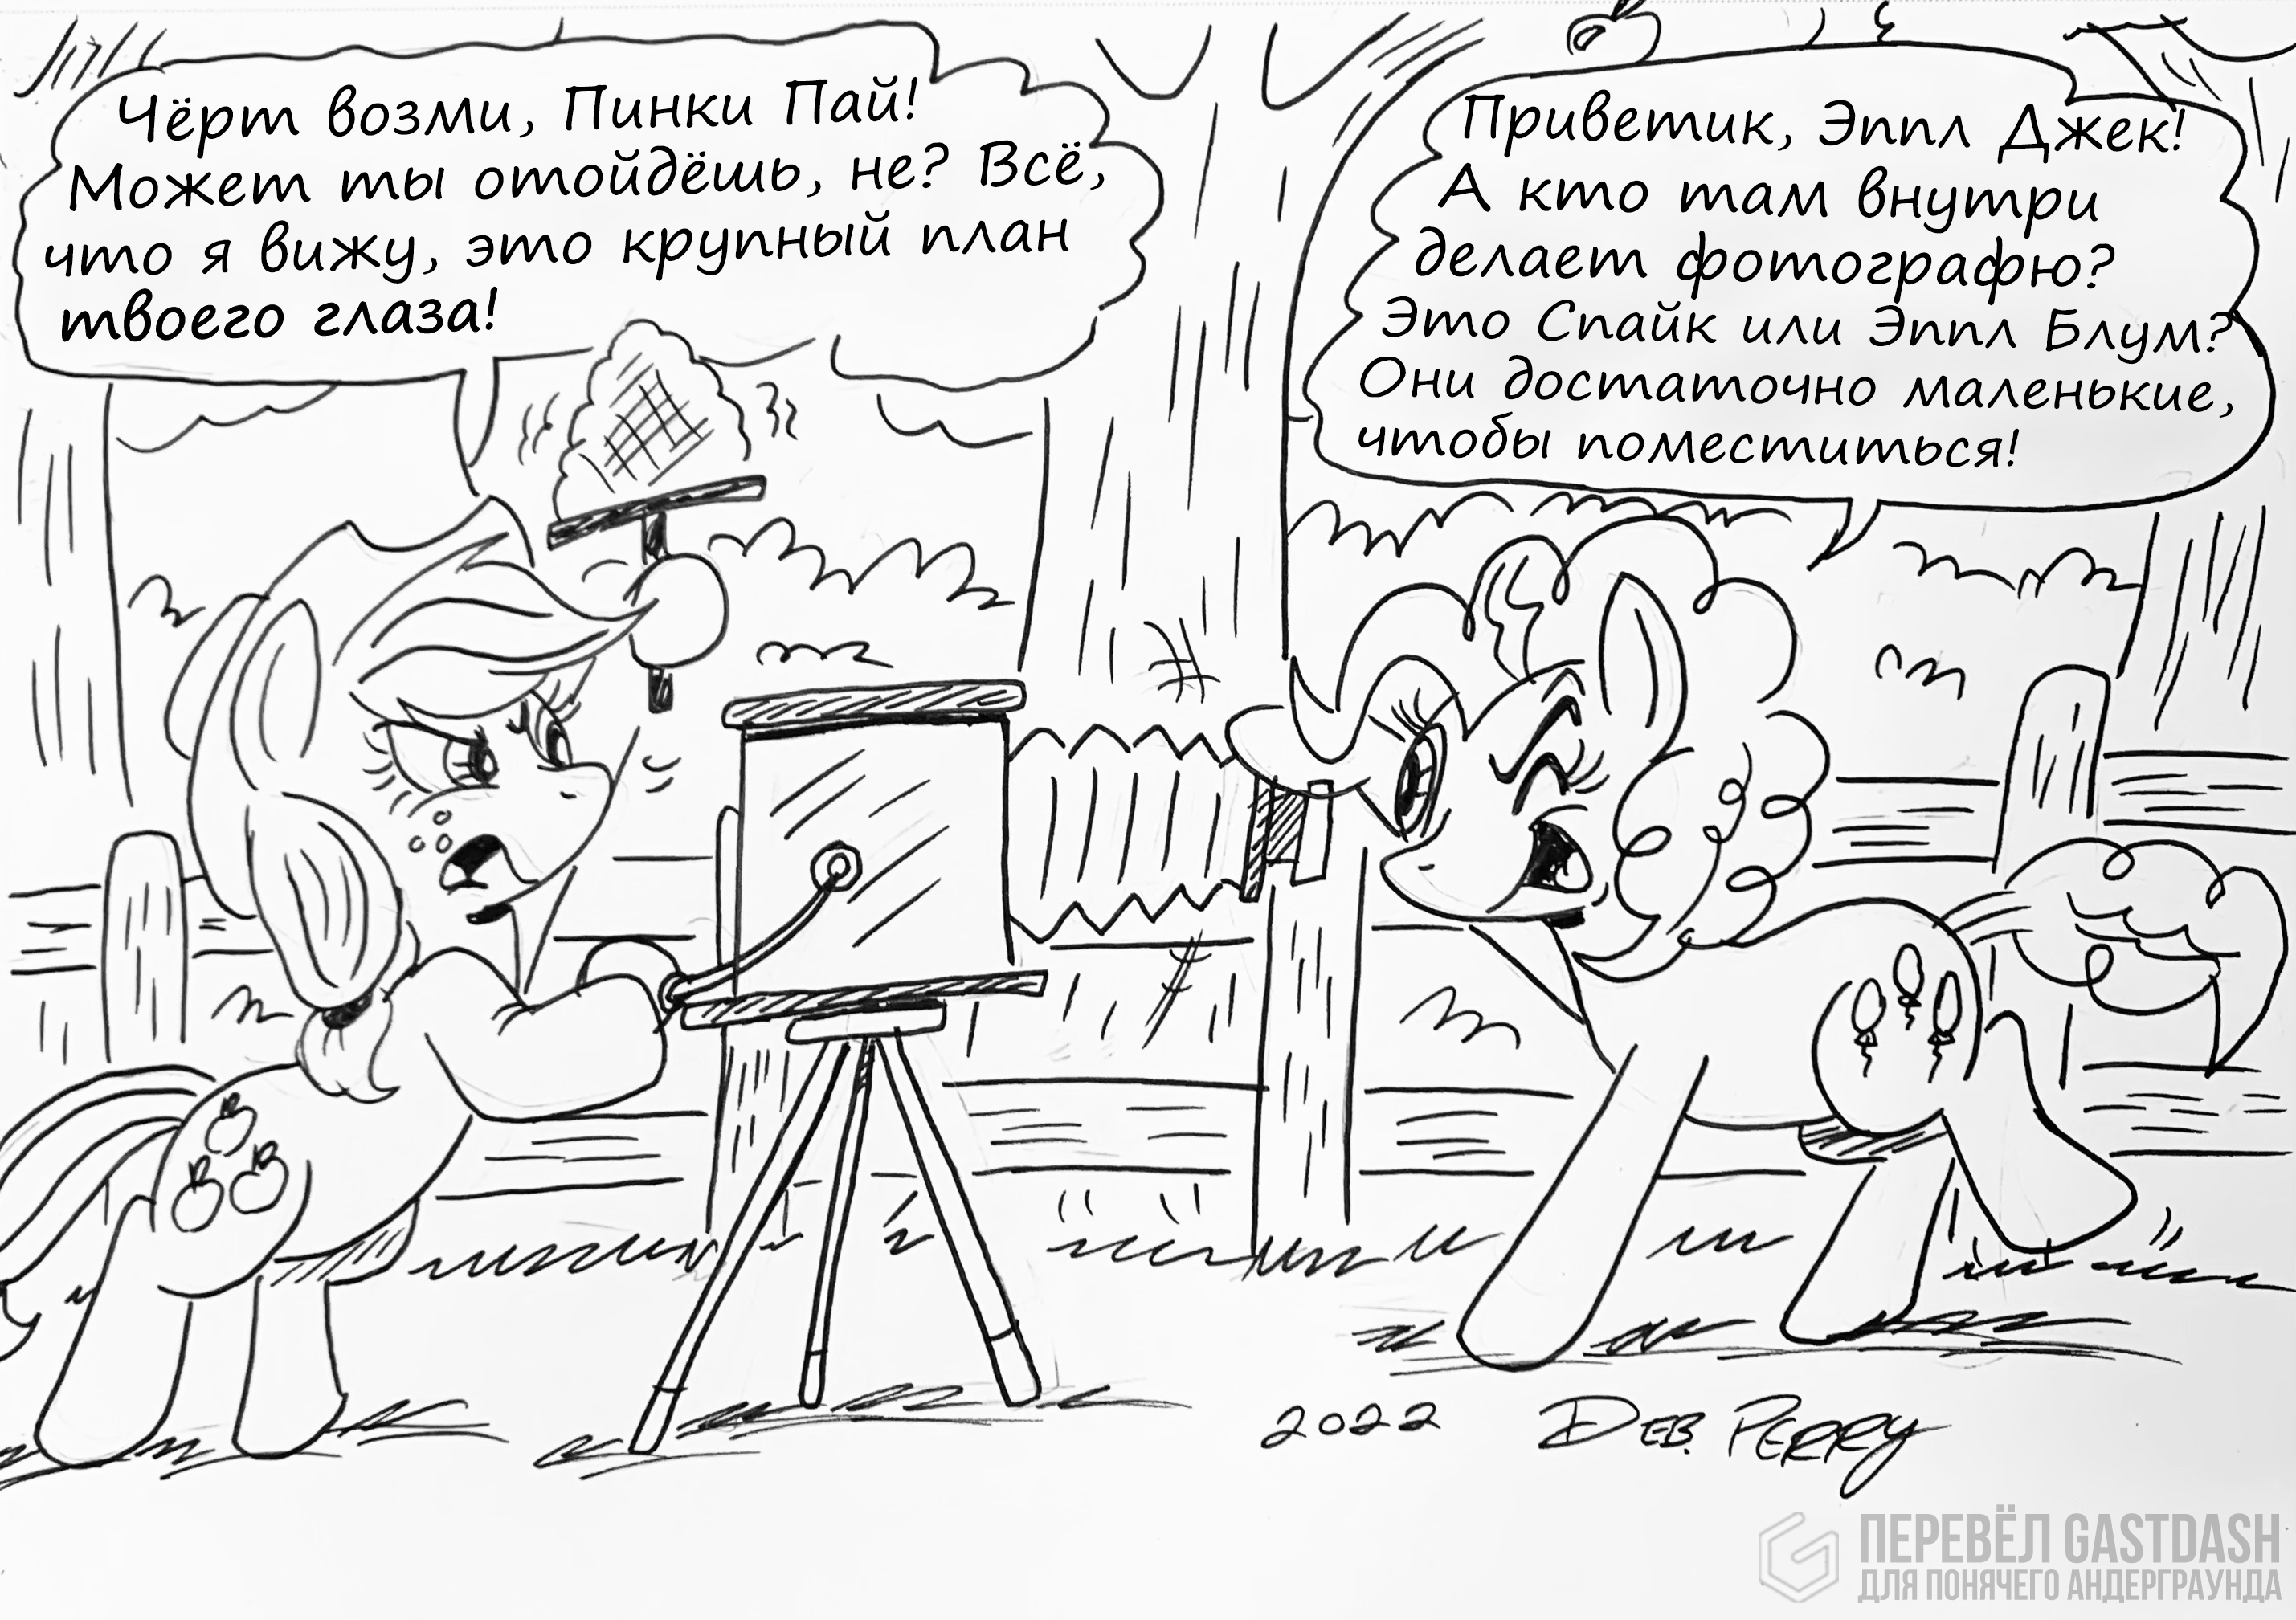 Чёрт возми, Пинки Пай!
Может ты отойдёшь, не? Всё,
что я вижу, это крупный план
твоего глаза!
Приветик, Эппл Джек!
А кто там внутри
делает фотографю?
Это Спайк или Эппл Блум?
Они достаточно маленькие,
чтобы поместиться!
2022 DEB. PERRY
ПЕРЕВЁЛ GASTDASH
ДЛЯ ПОНЯЧЕГО АНДЕРГРАУНДА